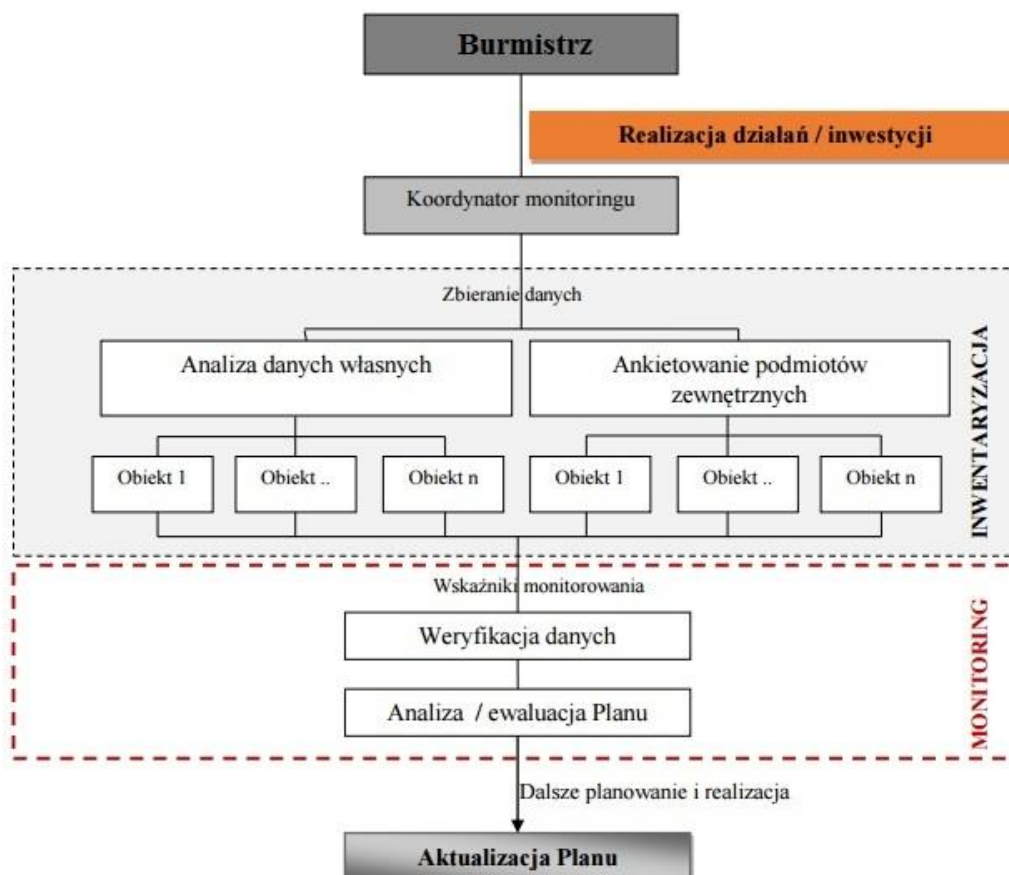 Burmistrz
Realizacja działań / inwestycji
Koordynator monitoringu
Zbieranie danych
Analiza danych własnych
Ankietowanie podmiotów
zewnętrznych
Obiekt 1
Obiekt ..
Obiekt n
Obiekt 1
Obiekt ..
Obiekt n
INWENTARYZACJA
Wskaźniki monitorowania
Weryfikacja danych
Analiza / ewaluacja Planu
MONITORING
Dalsze planowanie i realizacja
Aktualizacja Planu